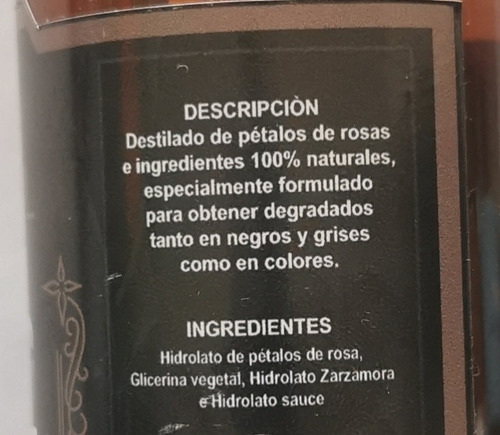 DESCRIPCIÒN
Destilado de pétalos de rosas
e ingredientes 100% naturales,
especialmente formulado
para obtener degradados
tanto en negros y grises
como en colores.
INGREDIENTES
Hidrolato de pétalos de rosa,
Glicerina vegetal, Hidrolato Zarzamora
e Hidrolato sauce